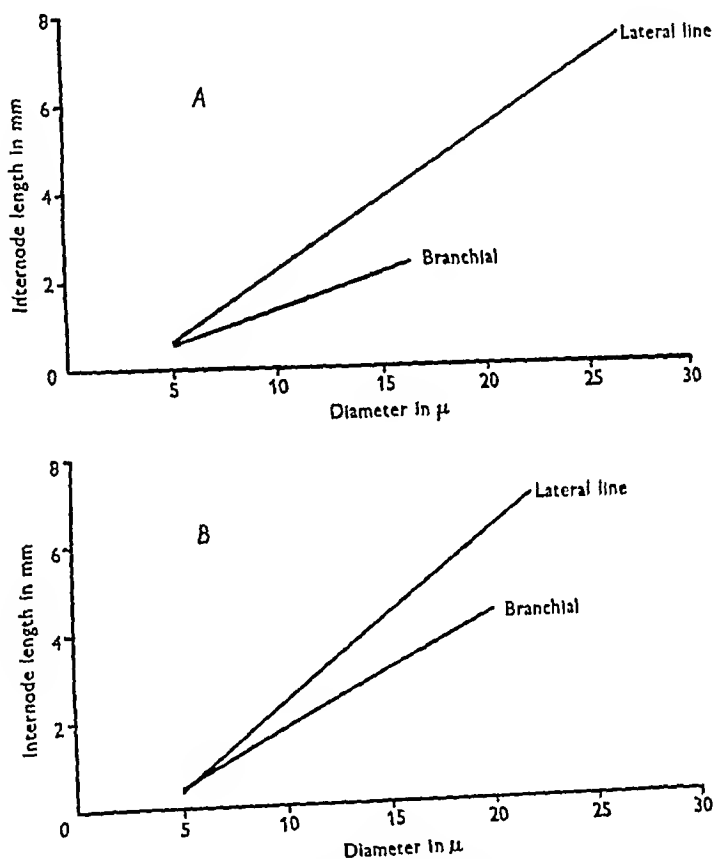 8
Lateral line
A
6
Internode length in mm
4
Branchial
2
0
5
10
15
20
25
30
Diameter in μ
8
Lateral line
B
6
Internode length in mm
Branchial
4
2
0
5
10
15
20
25
30
Diameter in μ